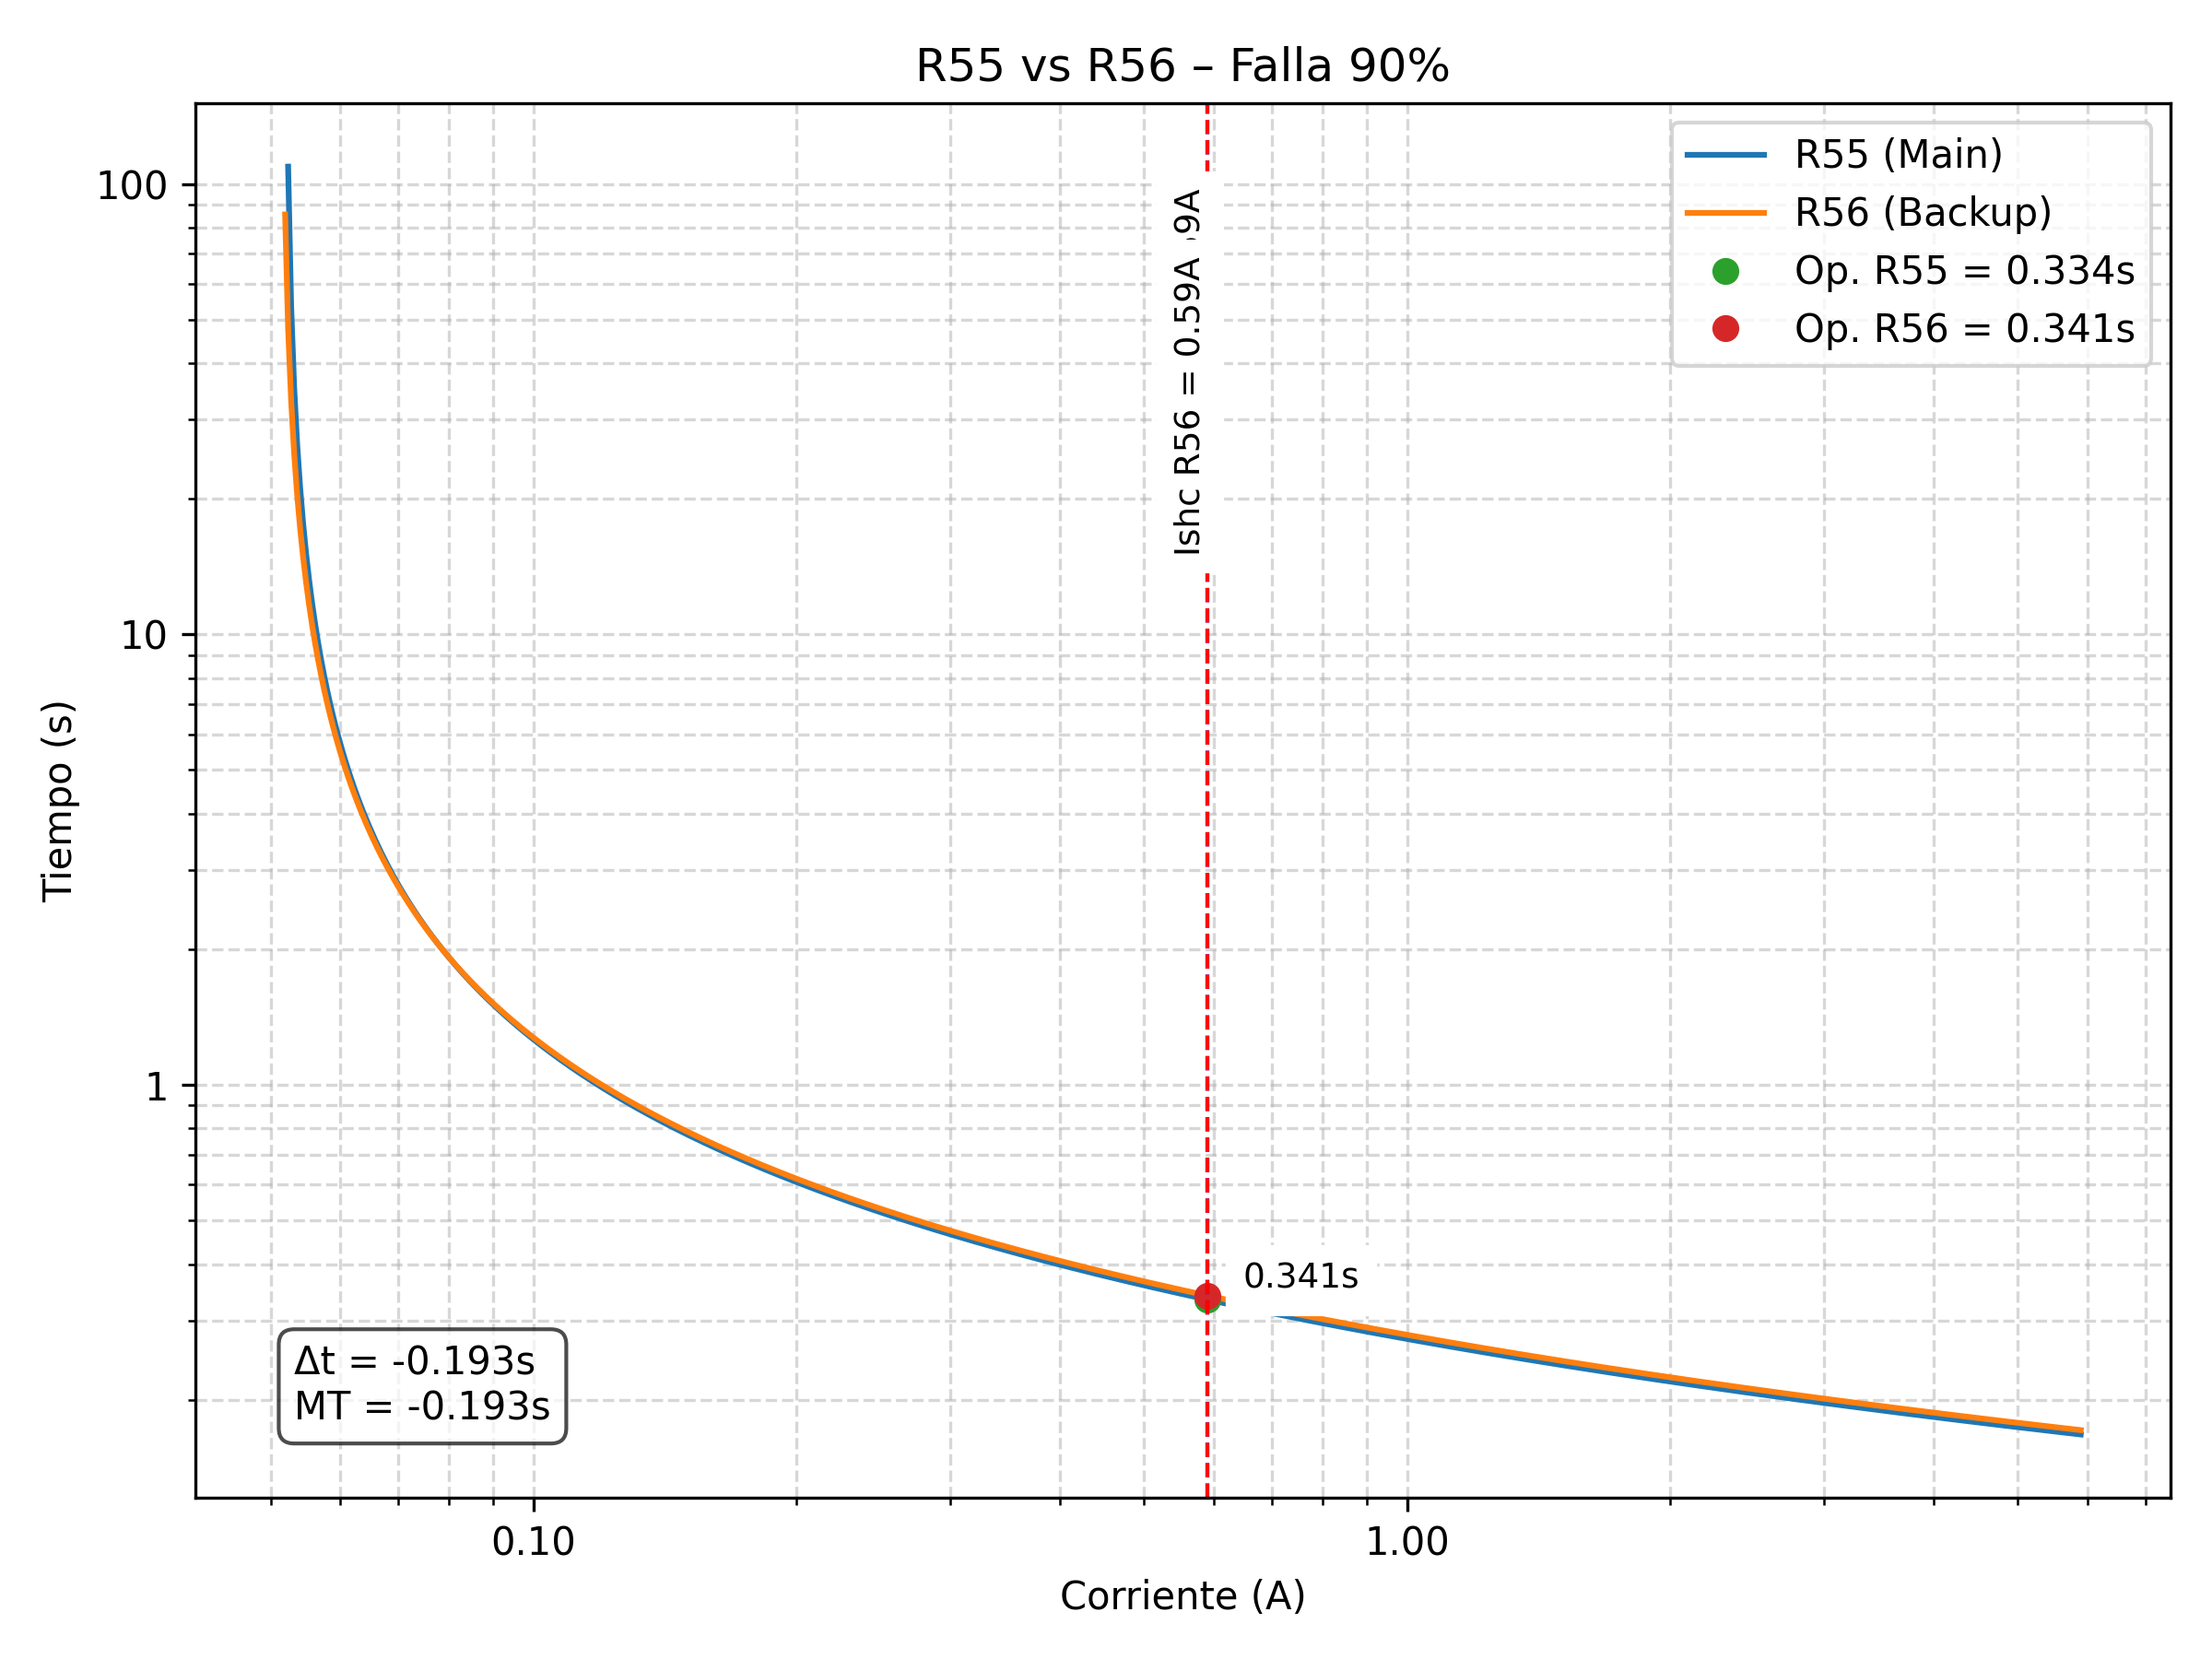 R55 vs R56 – Falla 90%
R55 (Main)
R56 (Backup)
Op. R55 = 0.334s
Op. R56 = 0.341s
9A
Ishc R56 = 0.59A
100
10
1
Tiempo (s)
0.341s
Δt = -0.193s
MT = -0.193s
0.10
1.00
Corriente (A)